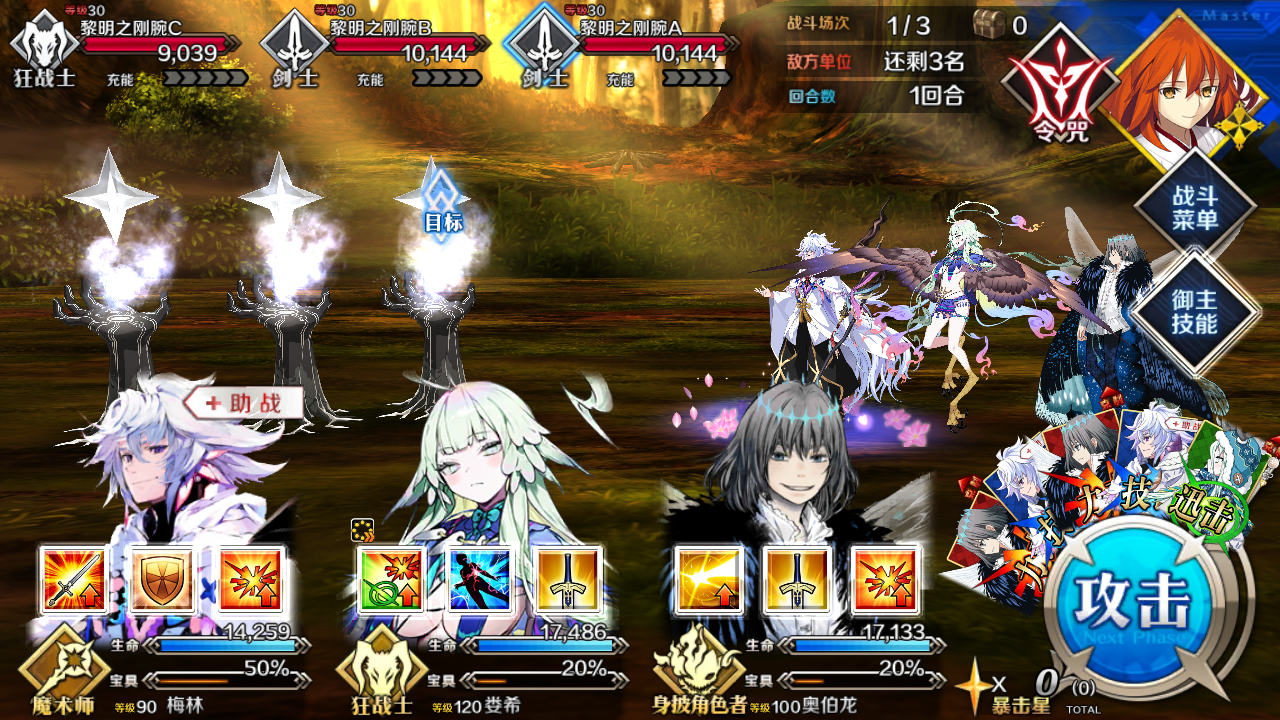 等级30
黎明之刚腕C
9,039
狂战士
充能
等级30
黎明之刚腕B
10,144
剑士
充能
等级30
黎明之刚腕A
10,144
剑士
充能
战斗场次 1/3
0
敌方单位 还剩3名
回合数 1回合
Master
令咒
战斗
菜单
御主
技能
目标
+助战
+助战
力技
力技
技
迅击
攻击
Next Phase
生命 14,259
宝具 50%
魔术师 等级90 梅林
生命 17,486
宝具 20%
狂战士 等级120 娄希
生命 17,133
宝具 20%
身披角色者 等级100 奥伯龙
X 0 (0)
暴击星 TOTAL